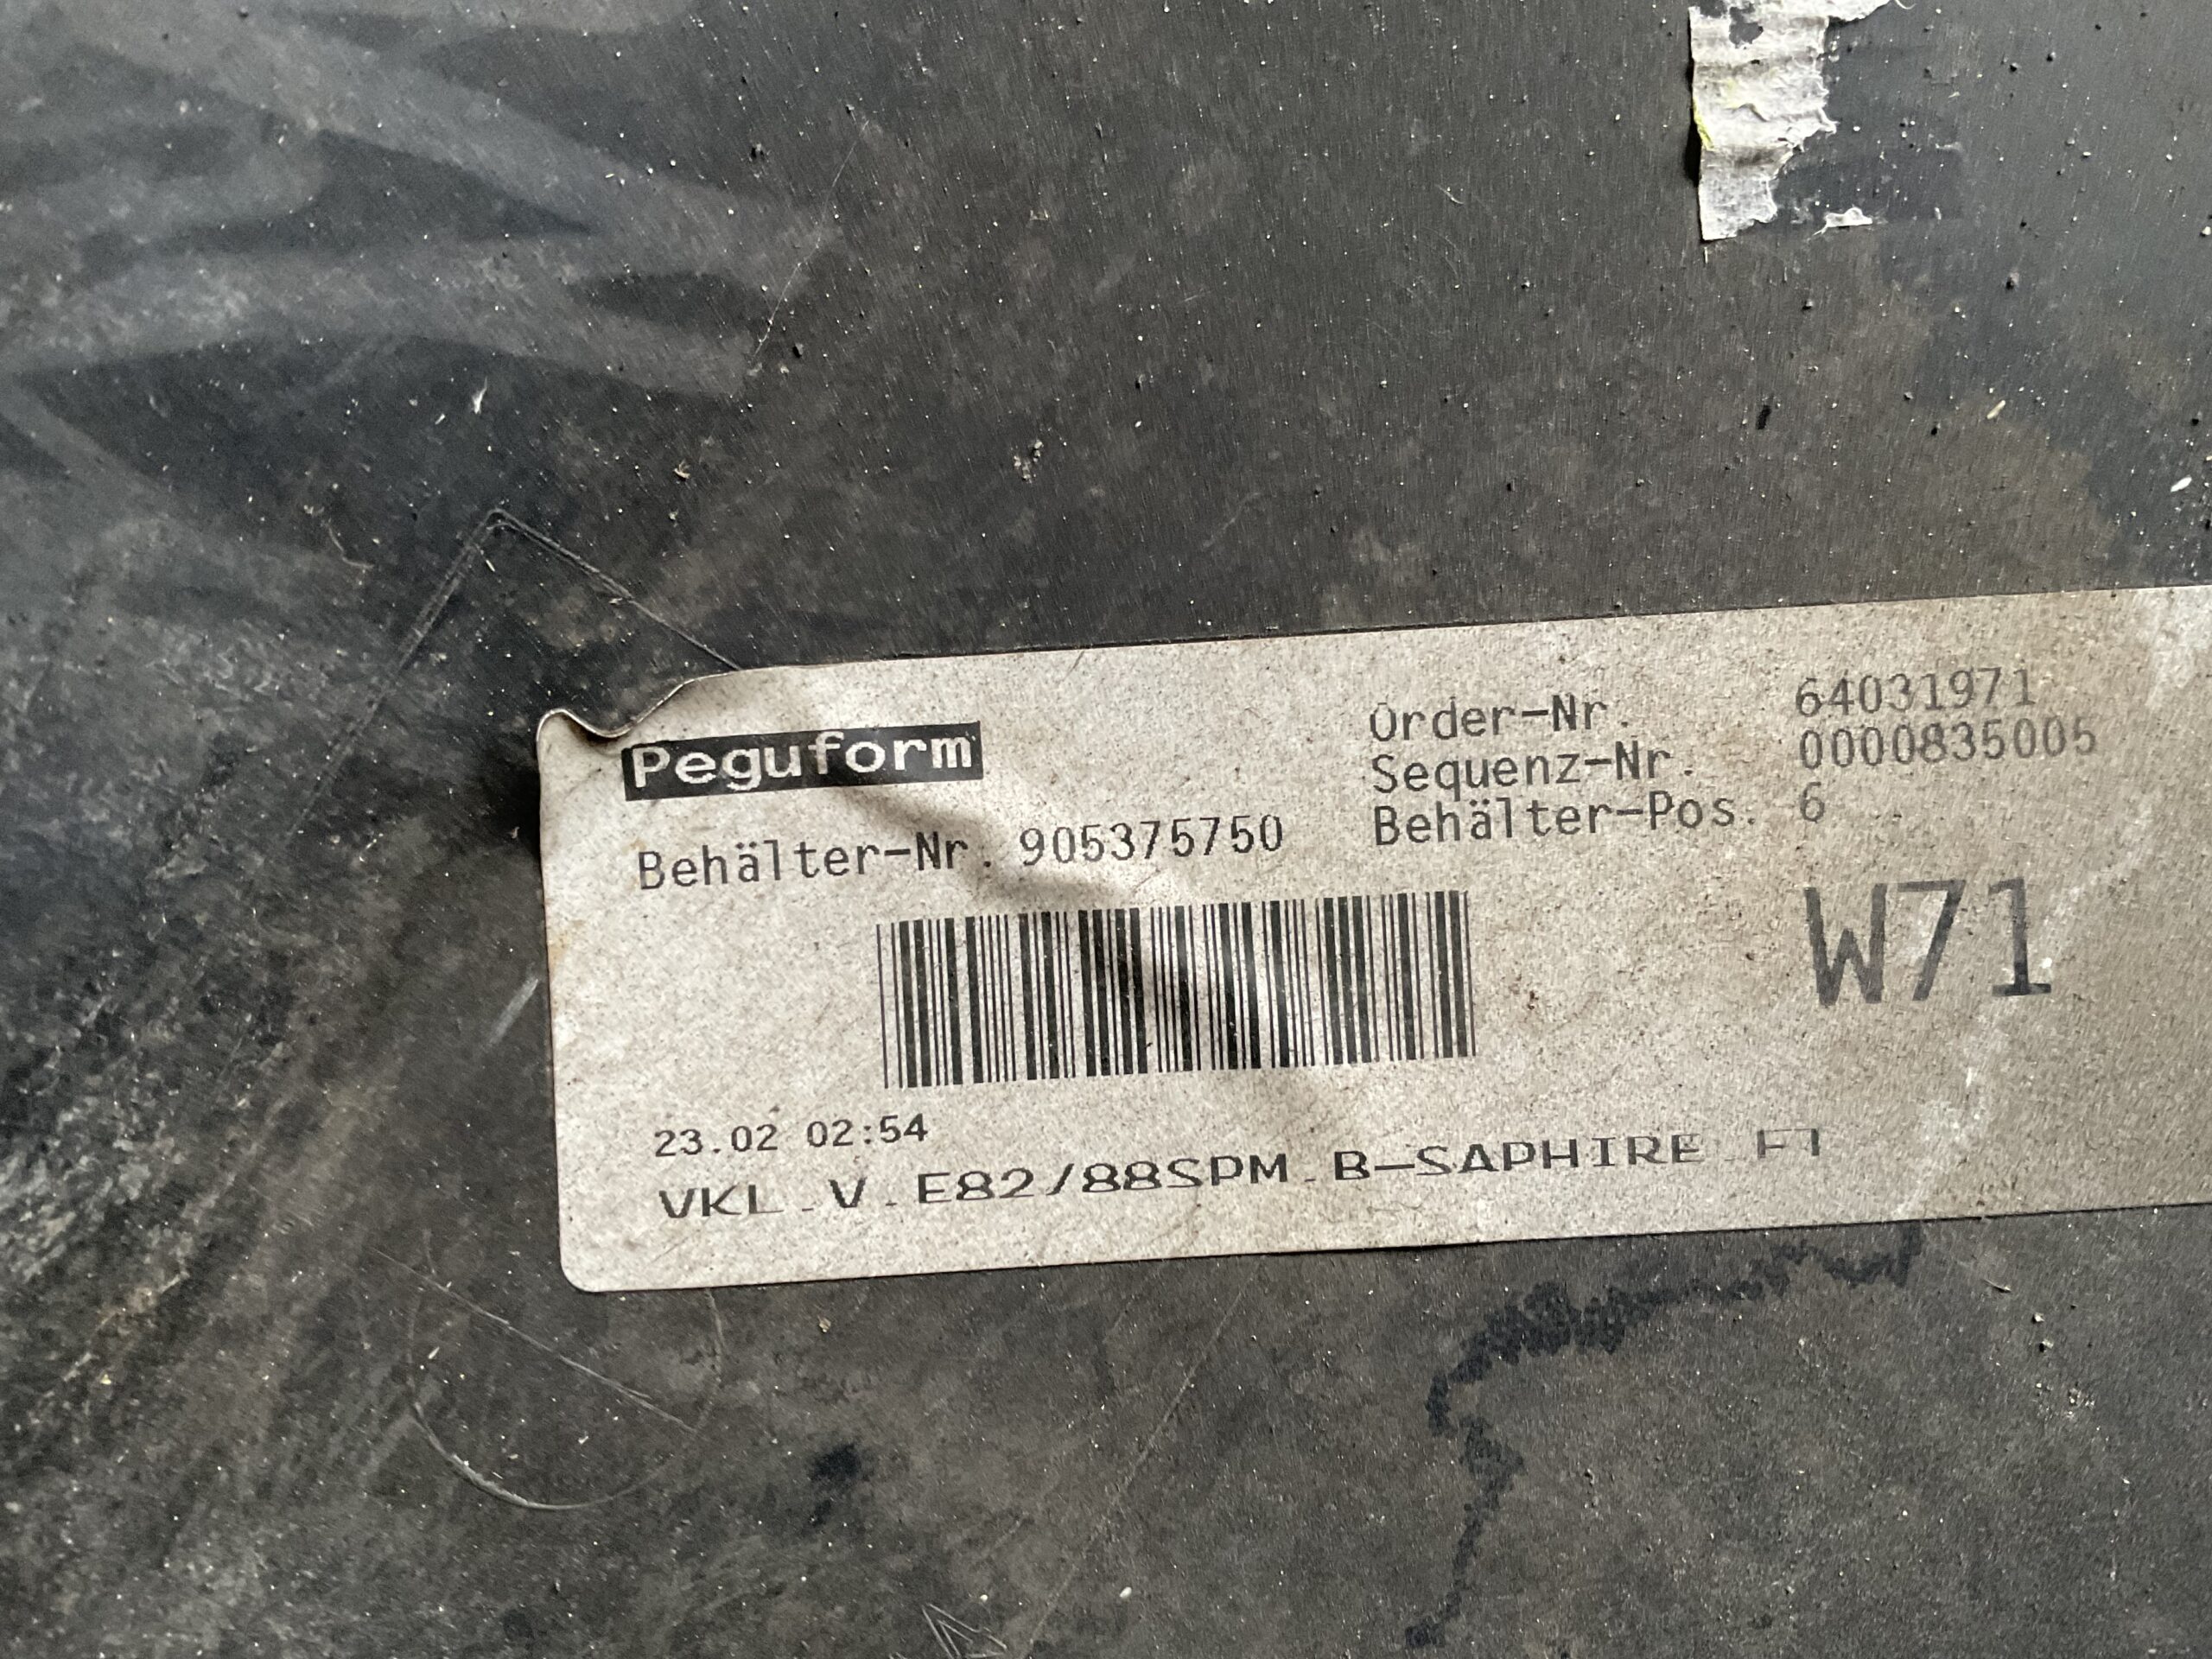 Peguform
Order-Nr. 64031971
Sequenz-Nr. 0000835005
Behälter-Nr. 905375750
Behälter-Pos. 6
W71
23.02 02:54
VKL.V.E82/88SPM.B-SAPHIRE